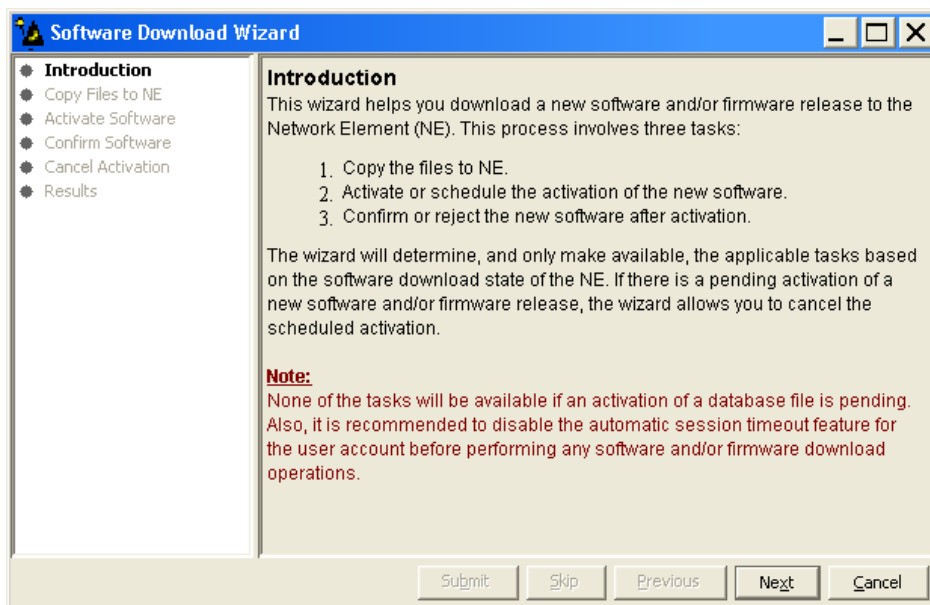 Software Download Wizard
Introduction
Copy Files to NE
Activate Software
Confirm Software
Cancel Activation
Results
Introduction
This wizard helps you download a new software and/or firmware release to the
Network Element (NE). This process involves three tasks:
1. Copy the files to NE.
2. Activate or schedule the activation of the new software.
3. Confirm or reject the new software after activation.
The wizard will determine, and only make available, the applicable tasks based
on the software download state of the NE. If there is a pending activation of a
new software and/or firmware release, the wizard allows you to cancel the
scheduled activation.
Note:
None of the tasks will be available if an activation of a database file is pending.
Also, it is recommended to disable the automatic session timeout feature for
the user account before performing any software and/or firmware download
operations.
Submit Skip Previous Next Cancel